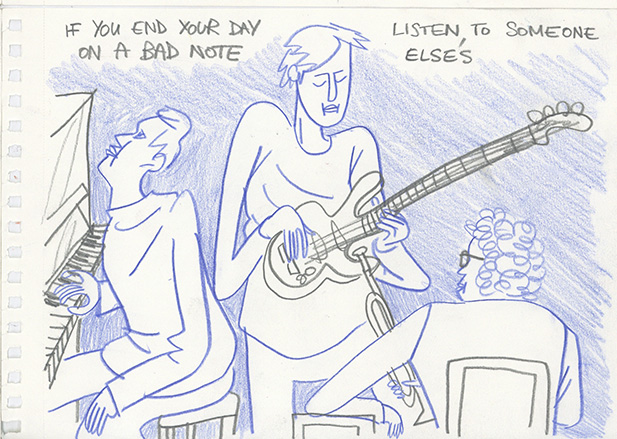 IF YOU END YOUR DAY
ON A BAD NOTE
LISTEN TO SOMEONE
ELSE'S